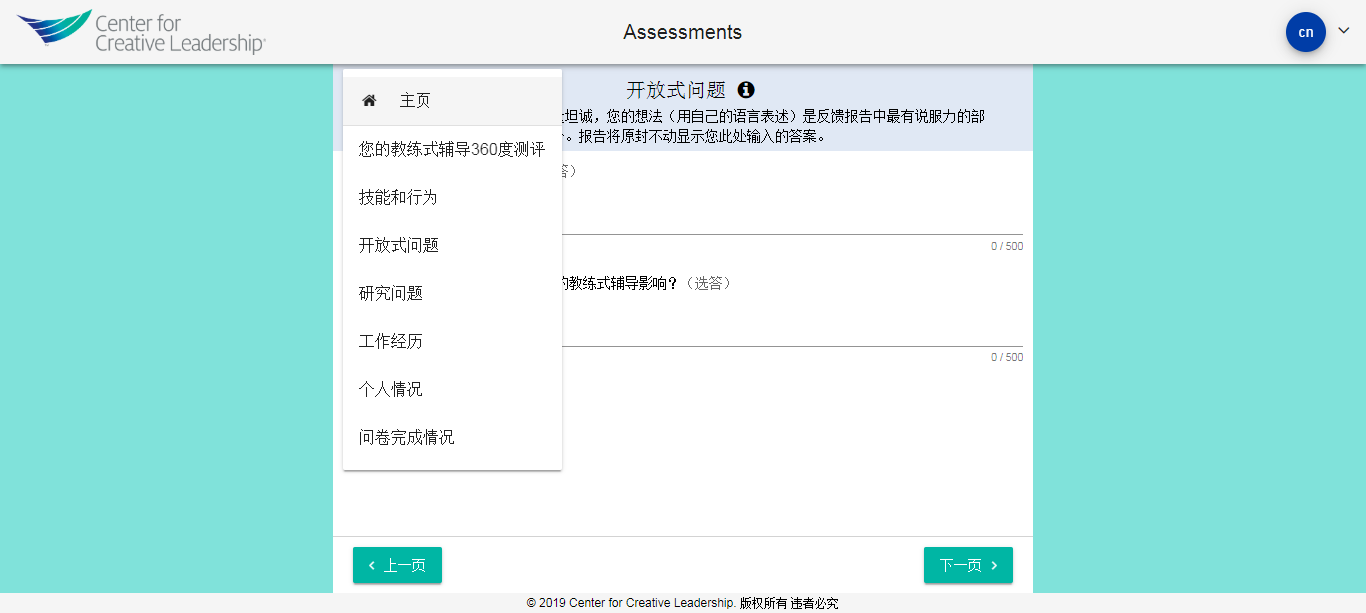 Center for
Creative Leadership®
Assessments
cn
主页
您的教练式辅导360度测评
技能和行为
开放式问题
研究问题
工作经历
个人情况
问卷完成情况
开放式问题
坦诚，您的想法（用自己的语言表述）是反馈报告中最有说服力的部
。报告将原封不动显示您此处输入的答案。
答）
0 / 500
的教练式辅导影响？（选答）
0 / 500
上一页
下一页
© 2019 Center for Creative Leadership. 版权所有 违者必究